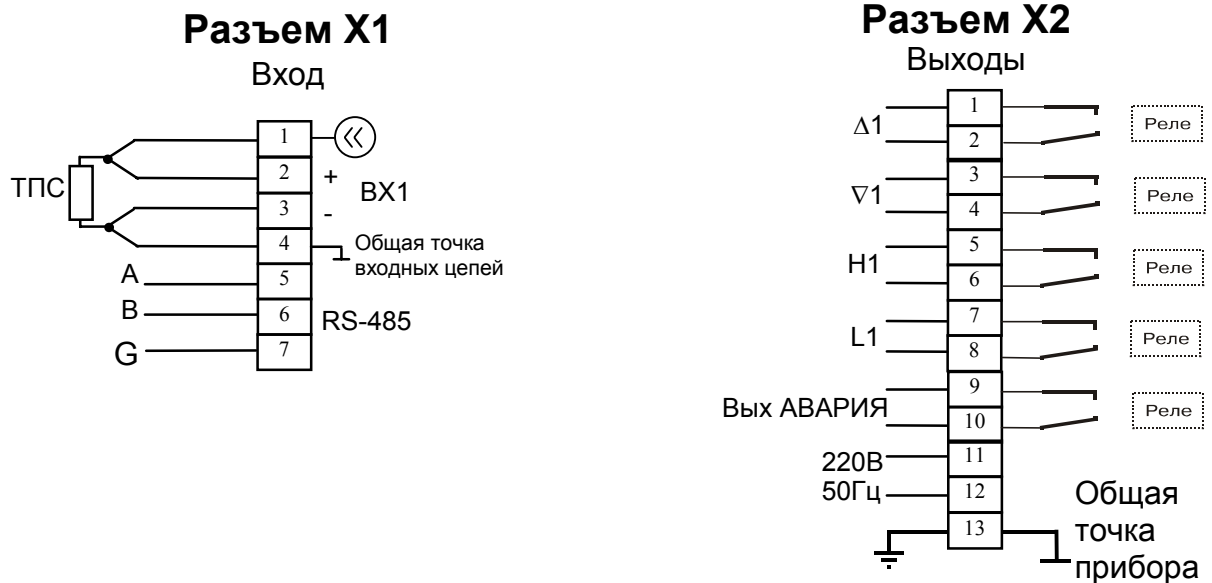 Разъем X1
Вход
ТПС
1
2
+
ВХ1
3
-
4
Общая точка
входных цепей
A
5
B
6
RS-485
G
7
Разъем X2
Выходы
Δ1
1
2
Реле
∇1
3
4
Реле
H1
5
6
Реле
L1
7
8
Реле
Вых АВАРИЯ
9
10
Реле
220В
50Гц
11
12
13
Общая
точка
прибора